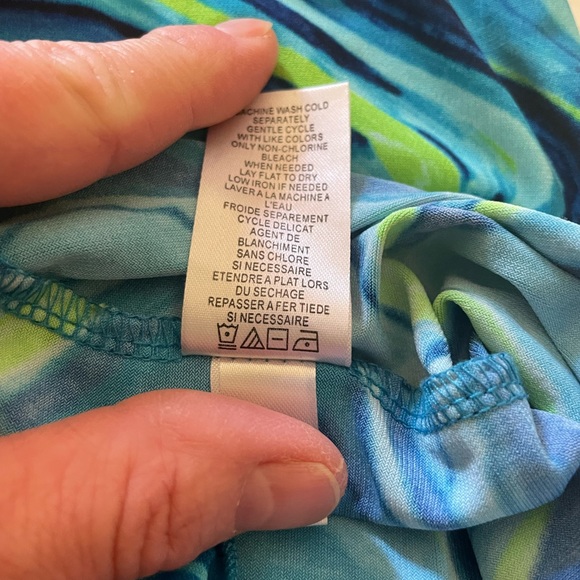 MACHINE WASH COLD
SEPARATELY
GENTLE CYCLE
WITH LIKE COLORS
ONLY NON-CHLORINE
BLEACH
WHEN NEEDED
LAY FLAT TO DRY
LOW IRON IF NEEDED
LAVER A LA MACHINE A
L'EAU
FROIDE SEPAREMENT
CYCLE DELICAT
AGENT DE
BLANCHIMENT
SANS CHLORE
SI NECESSAIRE
ETENDRE A PLAT LORS
DU SECHAGE
REPASSER A FER TIEDE
SI NECESSAIRE